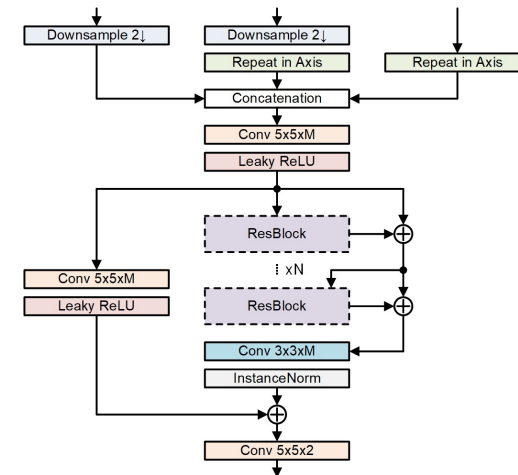 Downsample 2↓
Downsample 2↓
Repeat in Axis
Repeat in Axis
Concatenation
Conv 5x5xM
Leaky ReLU
ResBlock
⁞ xN
Conv 5x5xM
Leaky ReLU
ResBlock
Conv 3x3xM
InstanceNorm
Conv 5x5x2